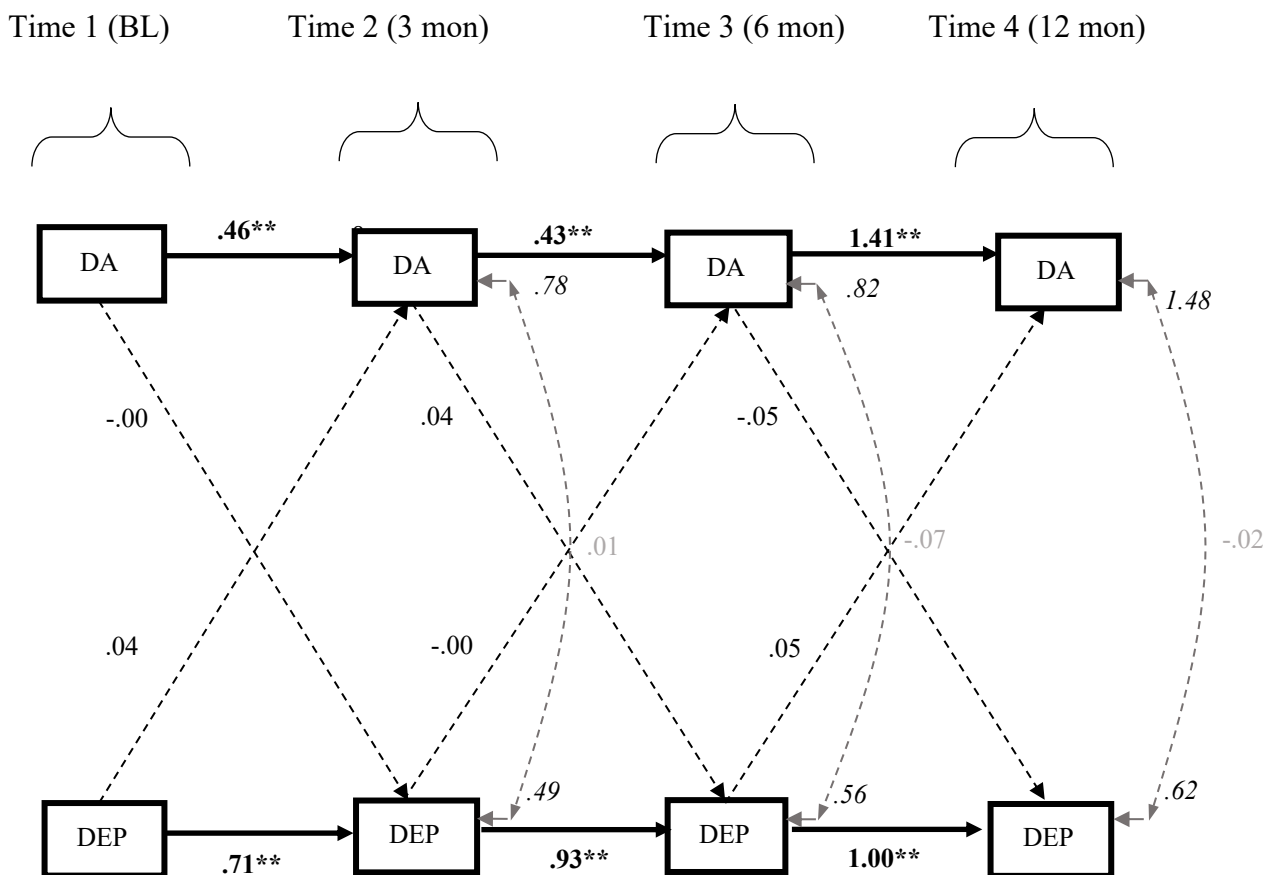 Time 1 (BL) Time 2 (3 mon) Time 3 (6 mon) Time 4 (12 mon)
.46** .43** 1.41**
DA DA DA DA
.78 .82 1.48
-.00 .04 -.05
.01 -.07 -.02
.04 -.00 .05
.49 .56 .62
DEP DEP DEP DEP
.71** .93** 1.00**